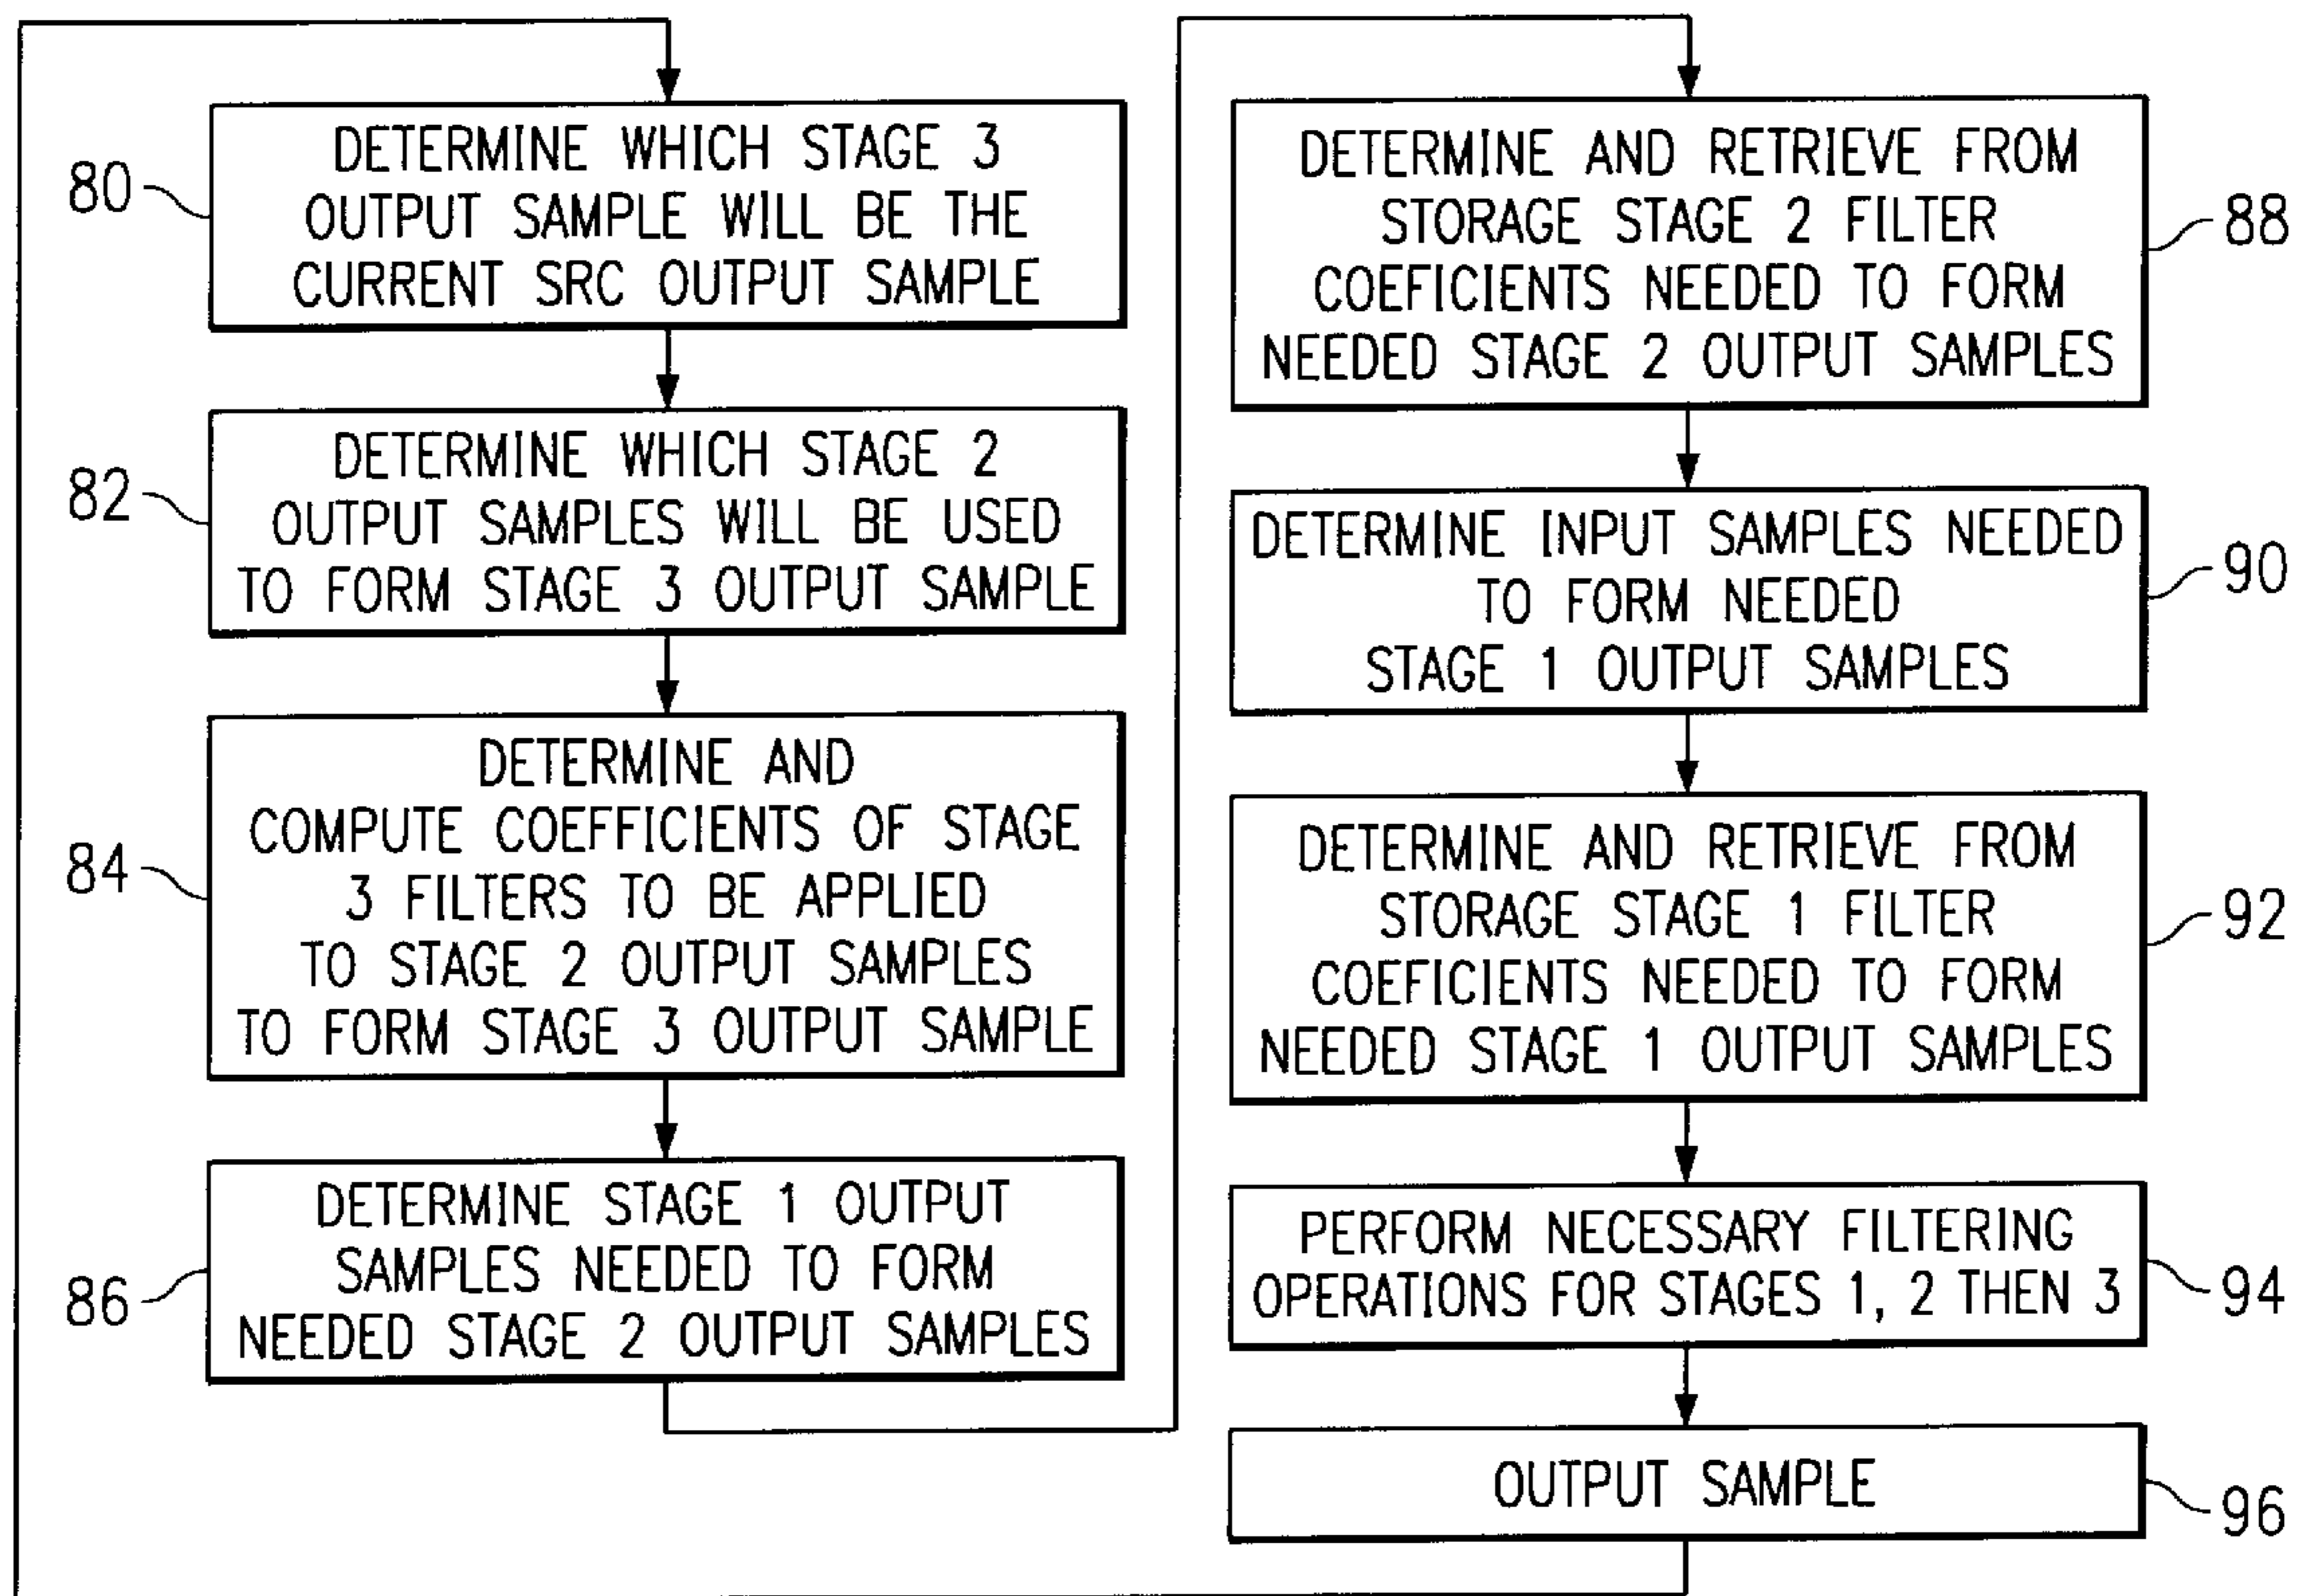 80
DETERMINE WHICH STAGE 3
OUTPUT SAMPLE WILL BE THE
CURRENT SRC OUTPUT SAMPLE
82
DETERMINE WHICH STAGE 2
OUTPUT SAMPLES WILL BE USED
TO FORM STAGE 3 OUTPUT SAMPLE
84
DETERMINE AND
COMPUTE COEFFICIENTS OF STAGE
3 FILTERS TO BE APPLIED
TO STAGE 2 OUTPUT SAMPLES
TO FORM STAGE 3 OUTPUT SAMPLE
86
DETERMINE STAGE 1 OUTPUT
SAMPLES NEEDED TO FORM
NEEDED STAGE 2 OUTPUT SAMPLES
DETERMINE AND RETRIEVE FROM
STORAGE STAGE 2 FILTER
COEFICIENTS NEEDED TO FORM
NEEDED STAGE 2 OUTPUT SAMPLES
88
DETERMINE INPUT SAMPLES NEEDED
TO FORM NEEDED
STAGE 1 OUTPUT SAMPLES
90
DETERMINE AND RETRIEVE FROM
STORAGE STAGE 1 FILTER
COEFICIENTS NEEDED TO FORM
NEEDED STAGE 1 OUTPUT SAMPLES
92
PERFORM NECESSARY FILTERING
OPERATIONS FOR STAGES 1, 2 THEN 3
94
OUTPUT SAMPLE
96